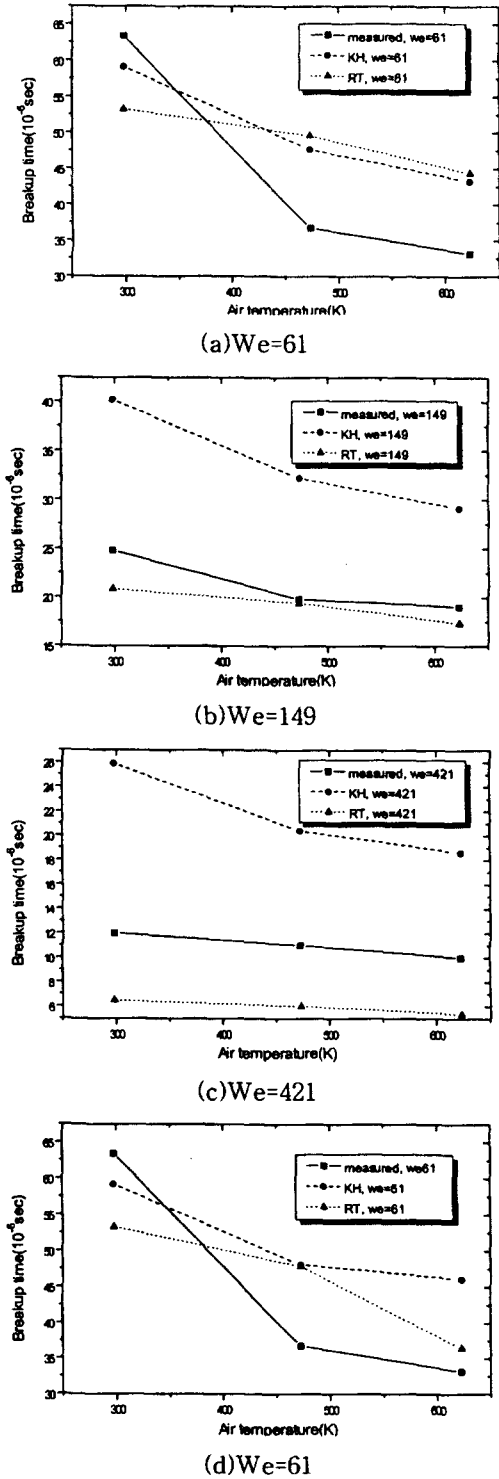 65
60
55
50
45
40
35
30
Breakup time(10⁻⁶sec)
measured, we=61
KH, we=61
RT, we=61
300 400 500 600
Air temperature(K)
(a)We=61
40
35
30
25
20
15
Breakup time(10⁻⁶sec)
measured, we=149
KH, we=149
RT, we=149
300 400 500 600
Air temperature(K)
(b)We=149
28
26
24
22
20
18
16
14
12
10
8
6
Breakup time(10⁻⁶sec)
measured, we=421
KH, we=421
RT, we=421
300 400 500 600
Air temperature(K)
(c)We=421
65
60
55
50
45
40
35
30
Breakup time(10⁻⁶sec)
measured, we61
KH, we=61
RT, we=61
300 400 500 600
Air temperature(K)
(d)We=61